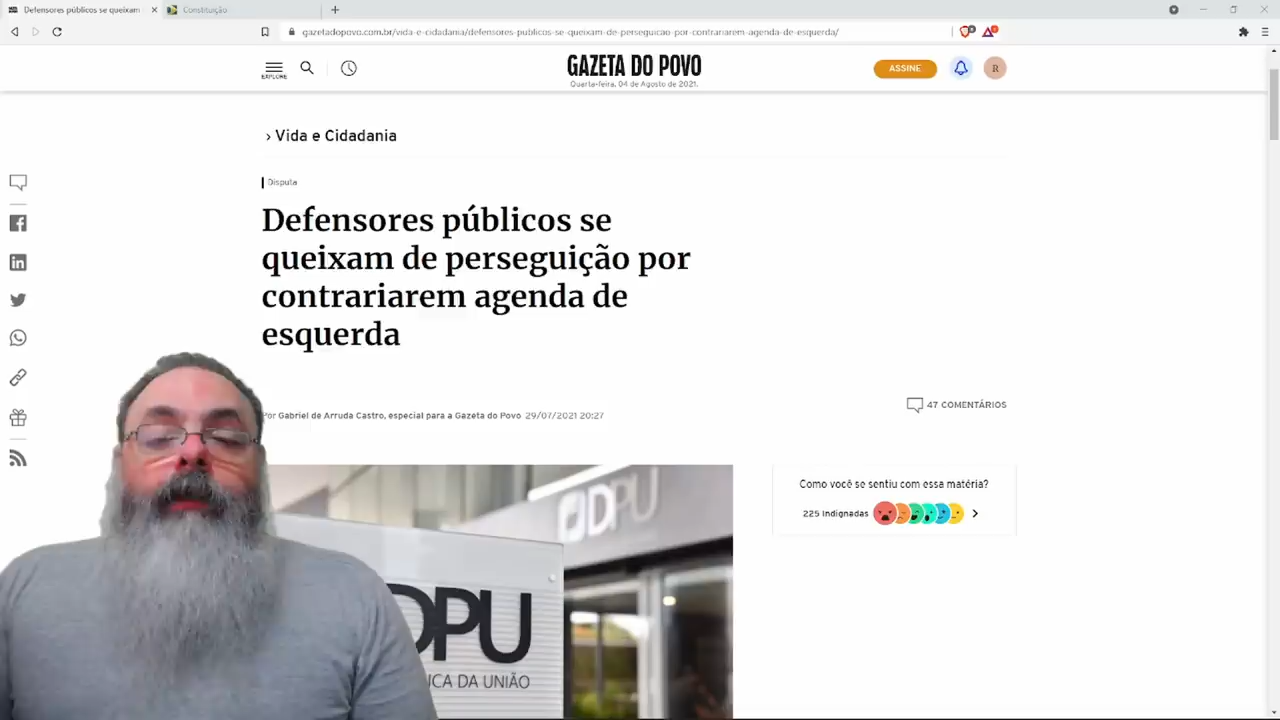 Defensores públicos se queixam
Constituição
gazetadopovo.com.br/vida-e-cidadania/defensores-publicos-se-queixam-de-perseguicao-por-contrariarem-agenda-de-esquerda/
EXPLORE
GAZETA DO POVO
Quarta-feira, 04 de Agosto de 2021.
ASSINE
R
› Vida e Cidadania
Disputa
Defensores públicos se
queixam de perseguição por
contrariarem agenda de
esquerda
Por Gabriel de Arruda Castro, especial para a Gazeta do Povo 29/07/2021 20:27
47 COMENTÁRIOS
Como você se sentiu com essa matéria?
225 Indignadas
DPU
DPU
ICA DA UNIÃO